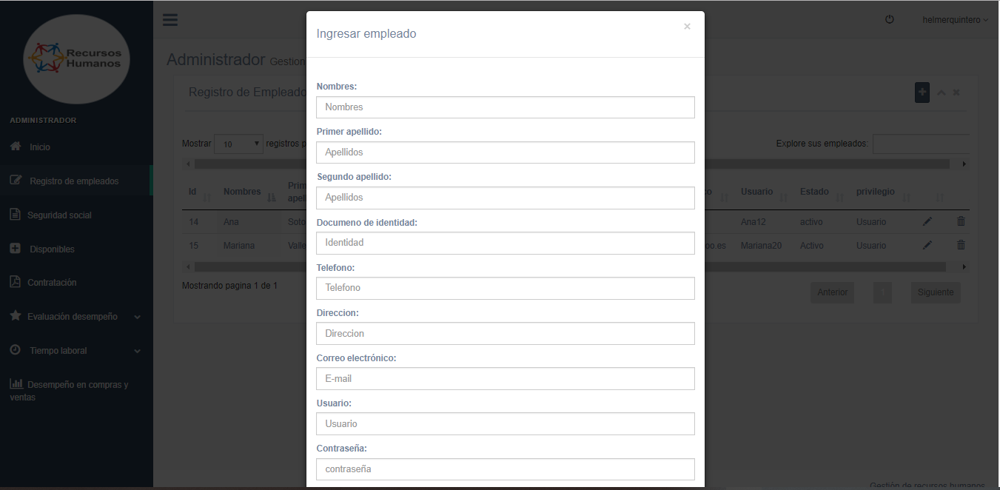 Recursos
Humanos
ADMINISTRADOR
Inicio
Registro de empleados
Seguridad social
Disponibles
Contratación
Evaluación desempeño
Tiempo laboral
Desempeño en compras y
ventas
helmerquintero
Administrador Gestion
Registro de Empleado
Mostrar 10 registros p
Explore sus empleados:
Id Nombres Prim
apel
o Usuario Estado privilegio
14 Ana Soto Ana12 activo Usuario
15 Mariana Valle oo.es Mariana20 Activo Usuario
Mostrando pagina 1 de 1
Anterior 1 Siguiente
Gestión de recursos humanos
Ingresar empleado ×
Nombres:
Nombres
Primer apellido:
Apellidos
Segundo apellido:
Apellidos
Documeno de identidad:
Identidad
Telefono:
Telefono
Direccion:
Direccion
Correo electrónico:
E-mail
Usuario:
Usuario
Contraseña:
contraseña